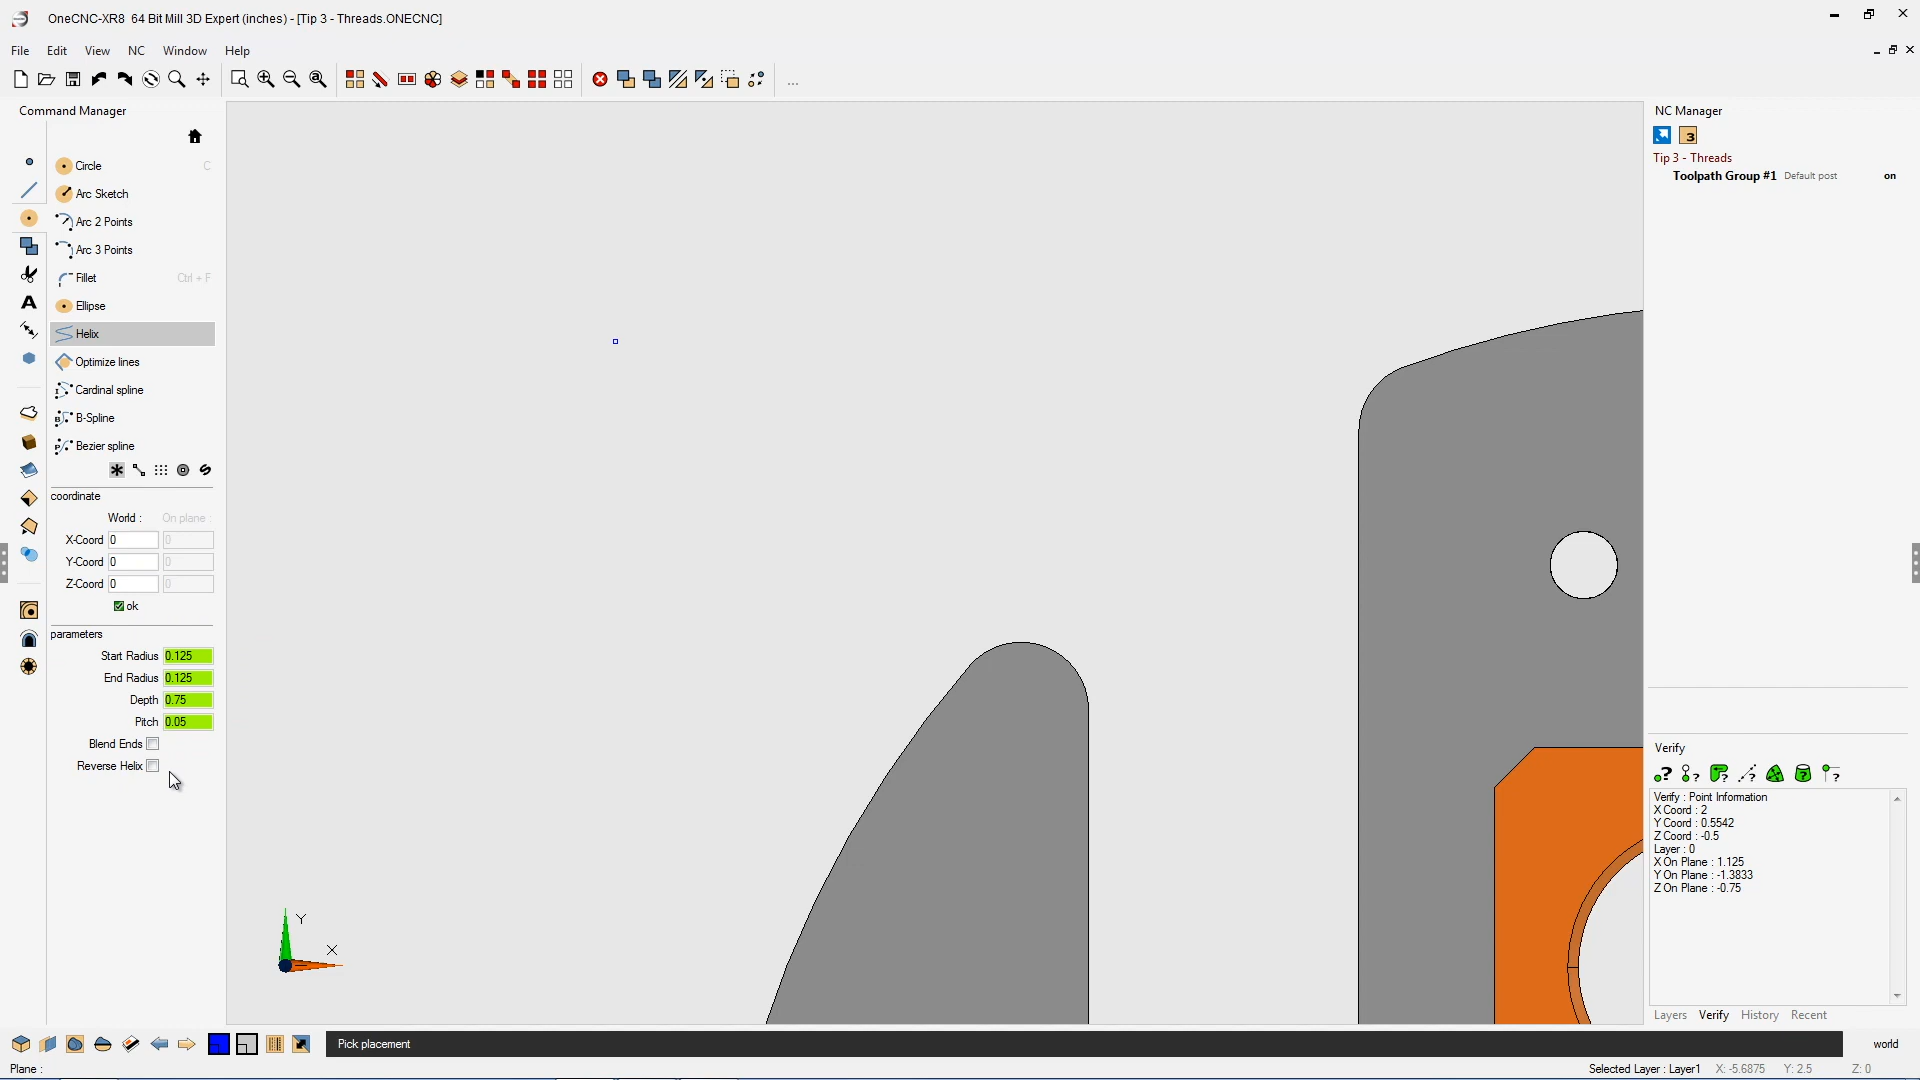 OneCNC-XR8 64 Bit Mill 3D Expert (inches) - [Tip 3 - Threads.ONECNC]
File Edit View NC Window Help
...
Command Manager
Circle C
Arc Sketch
Arc 2 Points
Arc 3 Points
Fillet Ctrl + F
Ellipse
Helix
Optimize lines
Cardinal spline
B-Spline
Bezier spline
coordinate
World : On plane :
X-Coord 0 0
Y-Coord 0 0
Z-Coord 0 0
ok
parameters
Start Radius 0.125
End Radius 0.125
Depth 0.75
Pitch 0.05
Blend Ends
Reverse Helix
Y
X
NC Manager
3
Tip 3 - Threads
Toolpath Group #1 Default post on
Verify
Verify : Point Information
X Coord : 2
Y Coord : 0.5542
Z Coord : -0.5
Layer : 0
X On Plane : 1.125
Y On Plane : -1.3833
Z On Plane : -0.75
Layers Verify History Recent
Pick placement
world
Plane :
Selected Layer : Layer1 X: -5.6875 Y: 2.5 Z: 0